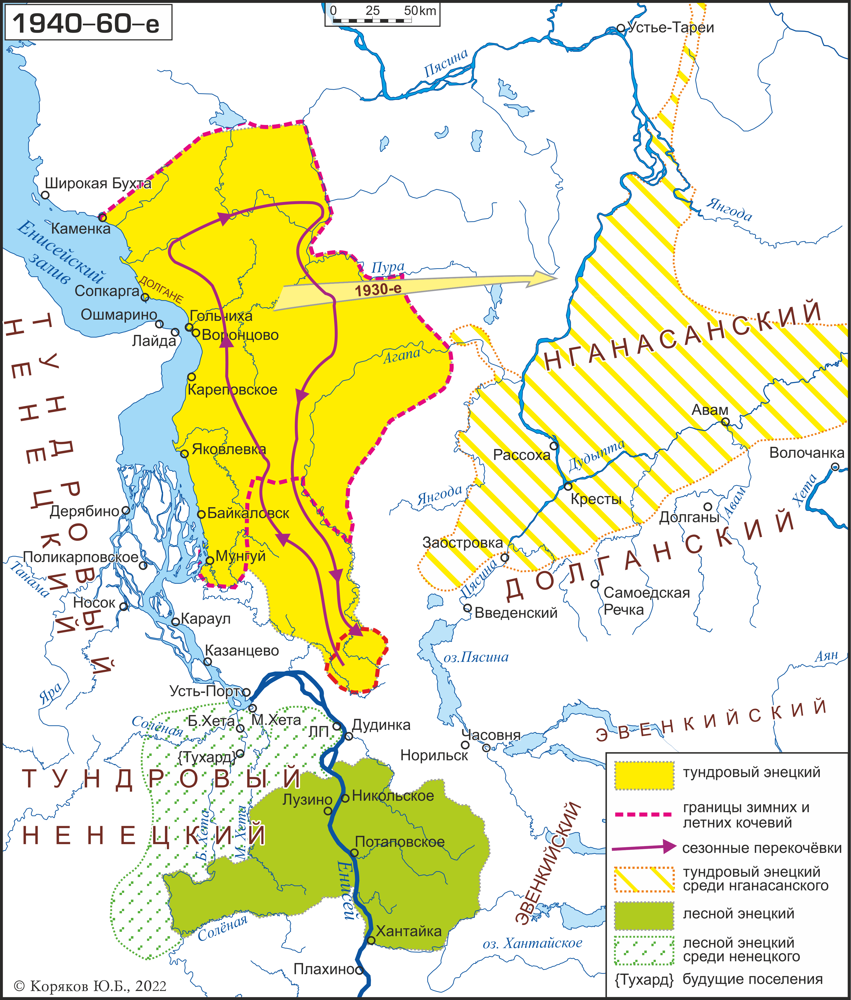 1940–60–е
0 25 50 km
Устье-Тареи
Пясина
Широкая Бухта
Каменка
Енисейский
залив
Янгода
Пура
1930-е
ДОЛГАНЕ
Сопкарга
Ошмарино
Лайда
Гольчиха
Воронцово
Агапа
НГАНАСАНСКИЙ
Кареповское
ТУНДРОВЫЙ
НЕНЕЦКИЙ
Авам
Яковлевка
Рассоха
Дудыпта
Волочанка
Хета
Янгода
Кресты
Авам
Долганы
Дерябино
Байкаловск
Заостровка
ДОЛГАНСКИЙ
Поликарповское
Мунгуй
Танама
Пясина
Самоедская
Речка
Носок
Введенский
Караул
Казанцево
оз.Пясина
Аян
Яра
Усть-Порт
Солёная
Б.Хета
М.Хета
ЛП
Дудинка
ЭВЕНКИЙСКИЙ
Часовня
Норильск
{Тухард}
ТУНДРОВЫЙ
НЕНЕЦКИЙ
Лузино
Никольское
Б.Хета
М.Хета
Потаповское
Енисей
ЭВЕНКИЙСКИЙ
Солёная
Хантайка
оз. Хантайское
Плахино
тундровый энецкий
границы зимних и
летних кочевий
сезонные перекочёвки
тундровый энецкий
среди нганасанского
лесной энецкий
лесной энецкий
среди ненецкого
{Тухард} будущие поселения
© Коряков Ю.Б., 2022